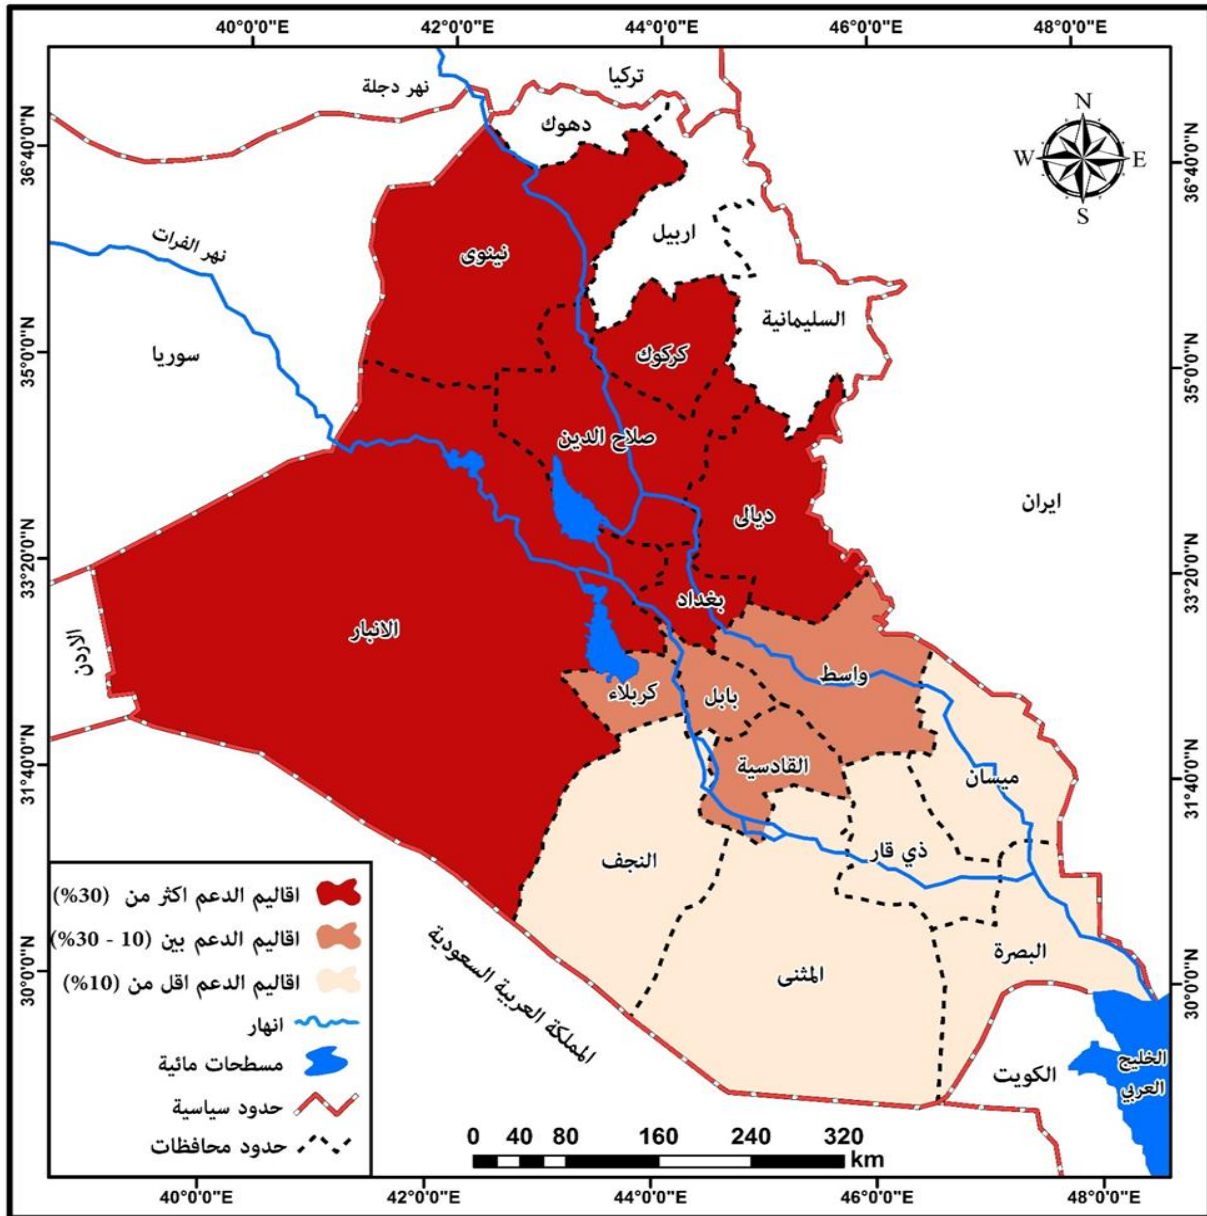 40°0'0"E
42°0'0"E
44°0'0"E
46°0'0"E
48°0'0"E
تركيا
نهر دجلة
دهوك
N
W
E
S
36°40'0"N
36°40'0"N
اربيل
نينوى
نهر الفرات
السليمانية
سوريا
كركوك
35°0'0"N
35°0'0"N
صلاح الدين
ديالى
ايران
33°20'0"N
33°20'0"N
بغداد
الانبار
الاردن
واسط
كربلاء
بابل
القادسية
ميسان
31°40'0"N
31°40'0"N
ذي قار
النجف
البصرة
المثنى
المملكة العربية السعودية
30°0'0"N
30°0'0"N
الخليج
العربي
الكويت
اقاليم الدعم اكثر من (30%)
اقاليم الدعم بين (10 - 30%)
اقاليم الدعم اقل من (10%)
انهار
مسطحات مائية
حدود سياسية
حدود محافظات
0 40 80 160 240 320
km
40°0'0"E
42°0'0"E
44°0'0"E
46°0'0"E
48°0'0"E